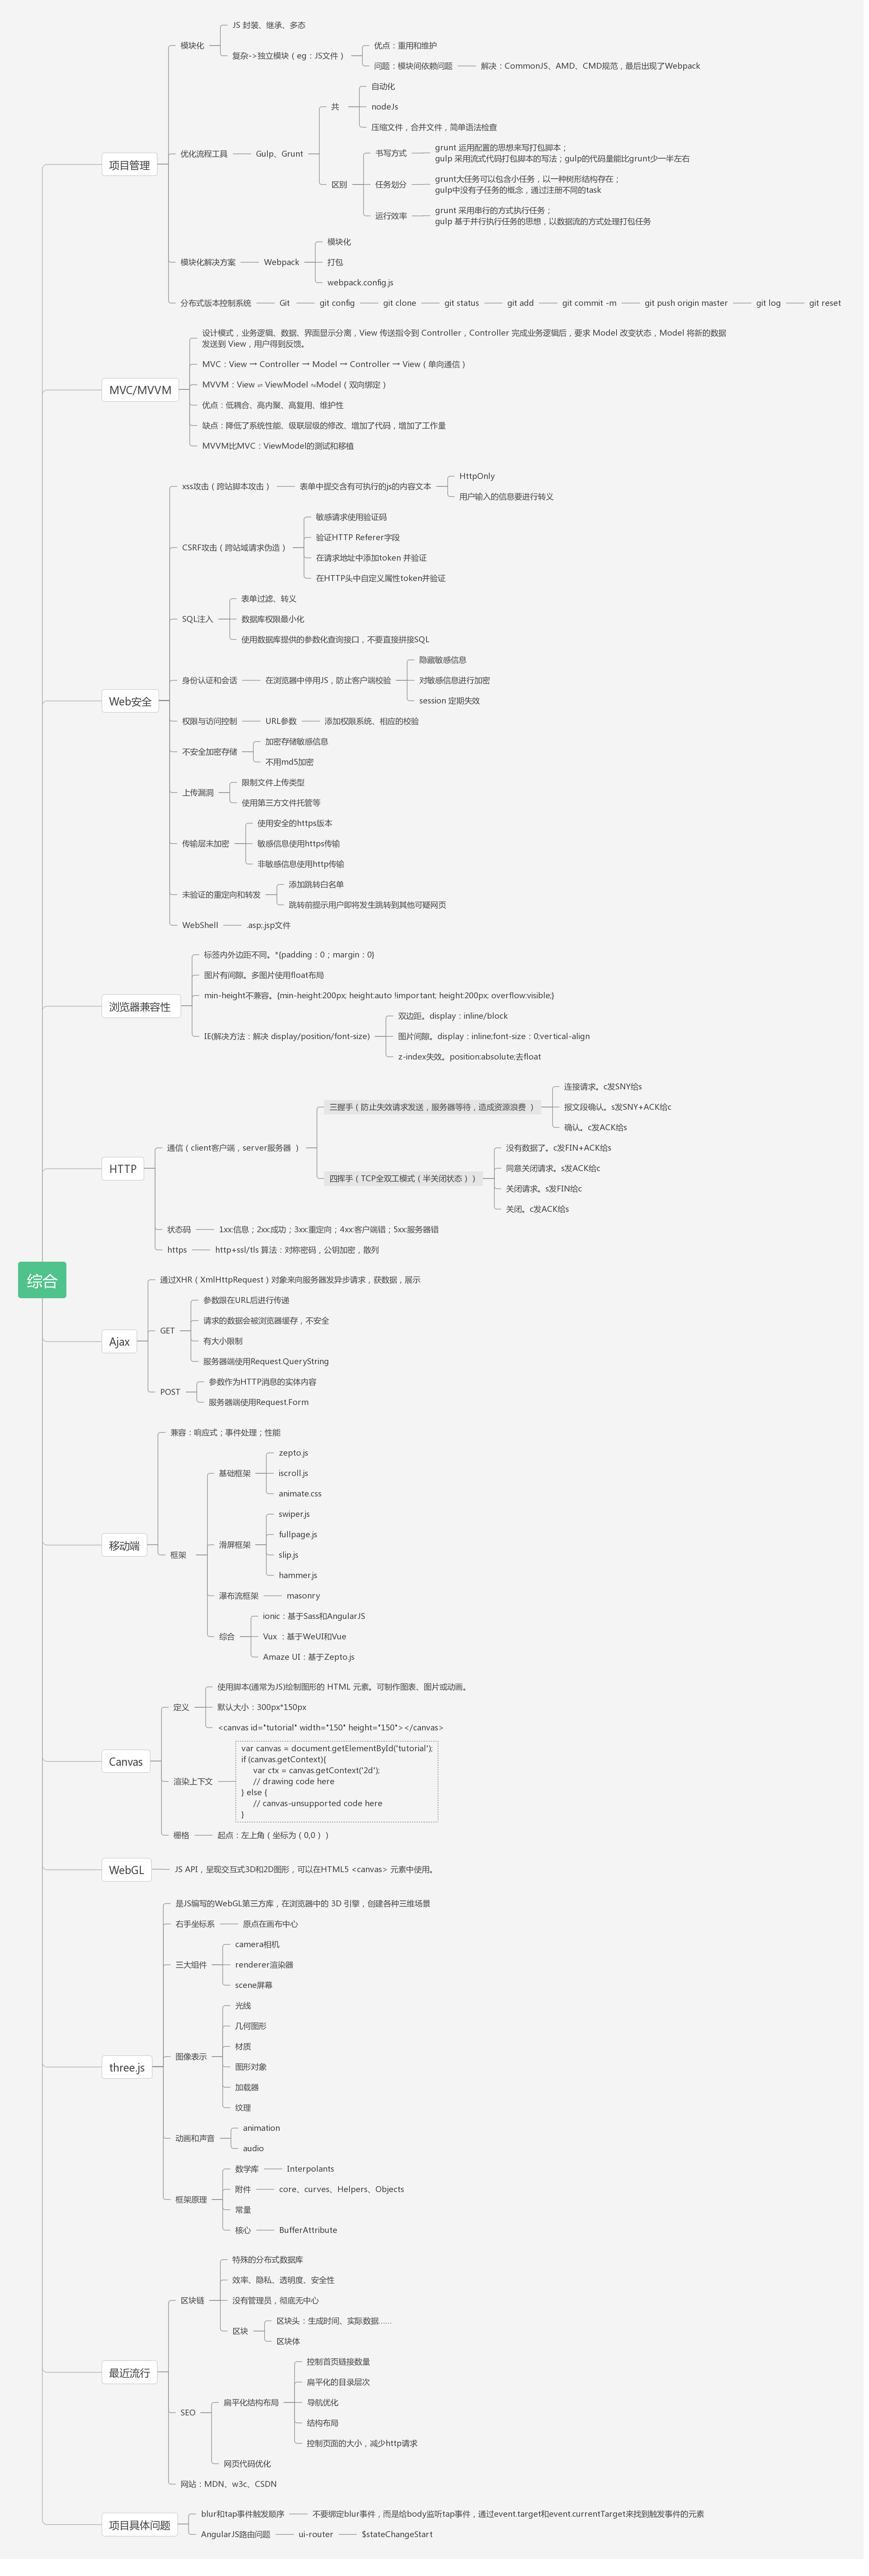 综合
项目管理
模块化
JS 封装、继承、多态
复杂->独立模块（eg：JS文件）
优点：重用和维护
问题：模块间依赖问题
解决：CommonJS、AMD、CMD规范，最后出现了Webpack
优化流程工具
Gulp、Grunt
共
自动化
nodeJs
压缩文件，合并文件，简单语法检查
区别
书写方式
grunt 运用配置的思想来写打包脚本；
gulp 采用流式代码打包脚本的写法；gulp的代码量能比grunt少一半左右
任务划分
grunt大任务可以包含小任务，以一种树形结构存在；
gulp中没有子任务的概念，通过注册不同的task
运行效率
grunt 采用串行的方式执行任务；
gulp 基于并行执行任务的思想，以数据流的方式处理打包任务
模块化解决方案
Webpack
模块化
打包
webpack.config.js
分布式版本控制系统
Git
git config
git clone
git status
git add
git commit -m
git push origin master
git log
git reset
MVC/MVVM
设计模式，业务逻辑、数据、界面显示分离，View 传送指令到 Controller，Controller 完成业务逻辑后，要求 Model 改变状态，Model 将新的数据
发送到 View，用户得到反馈。
MVC：View → Controller → Model → Controller → View（单向通信）
MVVM：View ⇌ ViewModel ⇋Model（双向绑定）
优点：低耦合、高内聚、高复用、维护性
缺点：降低了系统性能、级联层级的修改、增加了代码，增加了工作量
MVVM比MVC：ViewModel的测试和移植
Web安全
xss攻击（跨站脚本攻击）
表单中提交含有可执行的js的内容文本
HttpOnly
用户输入的信息要进行转义
CSRF攻击（跨站域请求伪造）
敏感请求使用验证码
验证HTTP Referer字段
在请求地址中添加token 并验证
在HTTP头中自定义属性token并验证
SQL注入
表单过滤、转义
数据库权限最小化
使用数据库提供的参数化查询接口，不要直接拼接SQL
身份认证和会话
在浏览器中停用JS，防止客户端校验
隐藏敏感信息
对敏感信息进行加密
session 定期失效
权限与访问控制
URL参数
添加权限系统、相应的校验
不安全加密存储
加密存储敏感信息
不用md5加密
上传漏洞
限制文件上传类型
使用第三方文件托管等
传输层未加密
使用安全的https版本
敏感信息使用https传输
非敏感信息使用http传输
未验证的重定向和转发
添加跳转白名单
跳转前提示用户即将发生跳转到其他可疑网页
WebShell
.asp;.jsp文件
浏览器兼容性
标签内外边距不同。*{padding：0；margin：0}
图片有间隙。多图片使用float布局
min-height不兼容。{min-height:200px; height:auto !important; height:200px; overflow:visible;}
IE(解决方法：解决 display/position/font-size)
双边距。display：inline/block
图片间隙。display：inline;font-size：0;vertical-align
z-index失效。position:absolute;去float
HTTP
通信（client客户端，server服务器 ）
三握手（防止失效请求发送，服务器等待，造成资源浪费 ）
连接请求。c发SNY给s
报文段确认。s发SNY+ACK给c
确认。c发ACK给s
四挥手（TCP全双工模式（半关闭状态））
没有数据了。c发FIN+ACK给s
同意关闭请求。s发ACK给c
关闭请求。s发FIN给c
关闭。c发ACK给s
状态码
1xx:信息；2xx:成功；3xx:重定向；4xx:客户端错；5xx:服务器错
https
http+ssl/tls 算法：对称密码，公钥加密，散列
Ajax
通过XHR（XmlHttpRequest）对象来向服务器发异步请求，获数据，展示
GET
参数跟在URL后进行传递
请求的数据会被浏览器缓存，不安全
有大小限制
服务器端使用Request.QueryString
POST
参数作为HTTP消息的实体内容
服务器端使用Request.Form
移动端
兼容：响应式；事件处理；性能
框架
基础框架
zepto.js
iscroll.js
animate.css
滑屏框架
swiper.js
fullpage.js
slip.js
hammer.js
瀑布流框架
masonry
综合
ionic：基于Sass和AngularJS
Vux ：基于WeUI和Vue
Amaze UI：基于Zepto.js
Canvas
定义
使用脚本(通常为JS)绘制图形的 HTML 元素。可制作图表、图片或动画。
默认大小：300px*150px
<canvas id="tutorial" width="150" height="150"></canvas>
渲染上下文
var canvas = document.getElementById('tutorial');
if (canvas.getContext){
var ctx = canvas.getContext('2d');
// drawing code here
} else {
// canvas-unsupported code here
}
栅格
起点：左上角（坐标为（0,0））
WebGL
JS API，呈现交互式3D和2D图形，可以在HTML5 <canvas> 元素中使用。
three.js
是JS编写的WebGL第三方库，在浏览器中的 3D 引擎，创建各种三维场景
右手坐标系
原点在画布中心
三大组件
camera相机
renderer渲染器
scene屏幕
图像表示
光线
几何图形
材质
图形对象
加载器
纹理
动画和声音
animation
audio
框架原理
数学库
Interpolants
附件
core、curves、Helpers、Objects
常量
核心
BufferAttribute
最近流行
区块链
特殊的分布式数据库
效率、隐私、透明度、安全性
没有管理员，彻底无中心
区块
区块头：生成时间、实际数据……
区块体
SEO
扁平化结构布局
控制首页链接数量
扁平化的目录层次
导航优化
结构布局
控制页面的大小，减少http请求
网页代码优化
网站：MDN、w3c、CSDN
项目具体问题
blur和tap事件触发顺序
不要绑定blur事件，而是给body监听tap事件，通过event.target和event.currentTarget来找到触发事件的元素
AngularJS路由问题
ui-router
$stateChangeStart